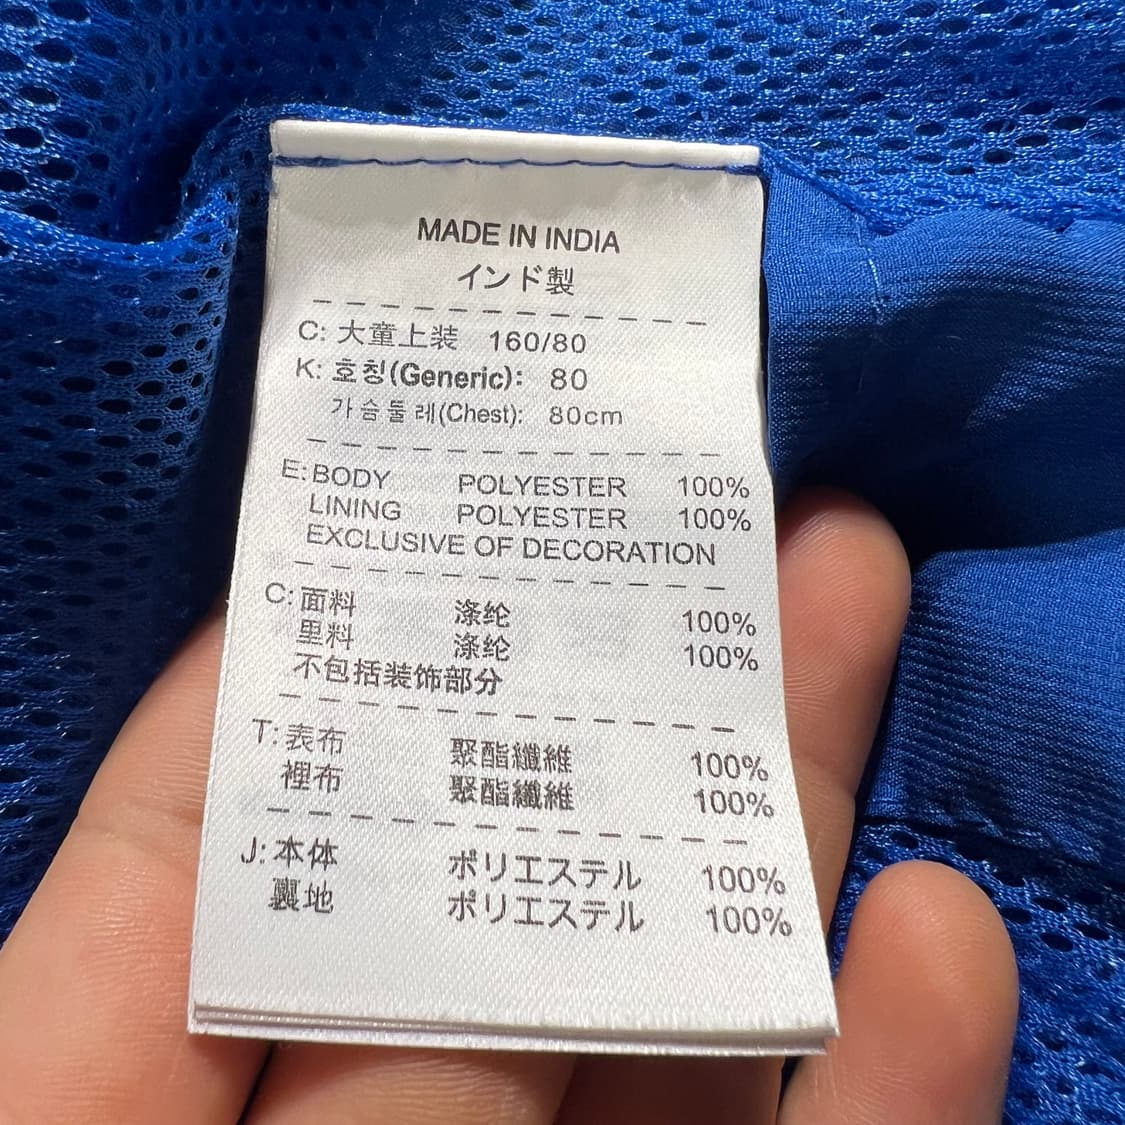 MADE IN INDIA
インド製
C: 大童上装 160/80
K: 호칭(Generic): 80
가슴둘레(Chest): 80cm
E: BODY POLYESTER 100%
LINING POLYESTER 100%
EXCLUSIVE OF DECORATION
C: 面料 涤纶 100%
里料 涤纶 100%
不包括装饰部分
T: 表布 聚酯纖維 100%
裡布 聚酯纖維 100%
J: 本体 ポリエステル 100%
裏地 ポリエステル 100%